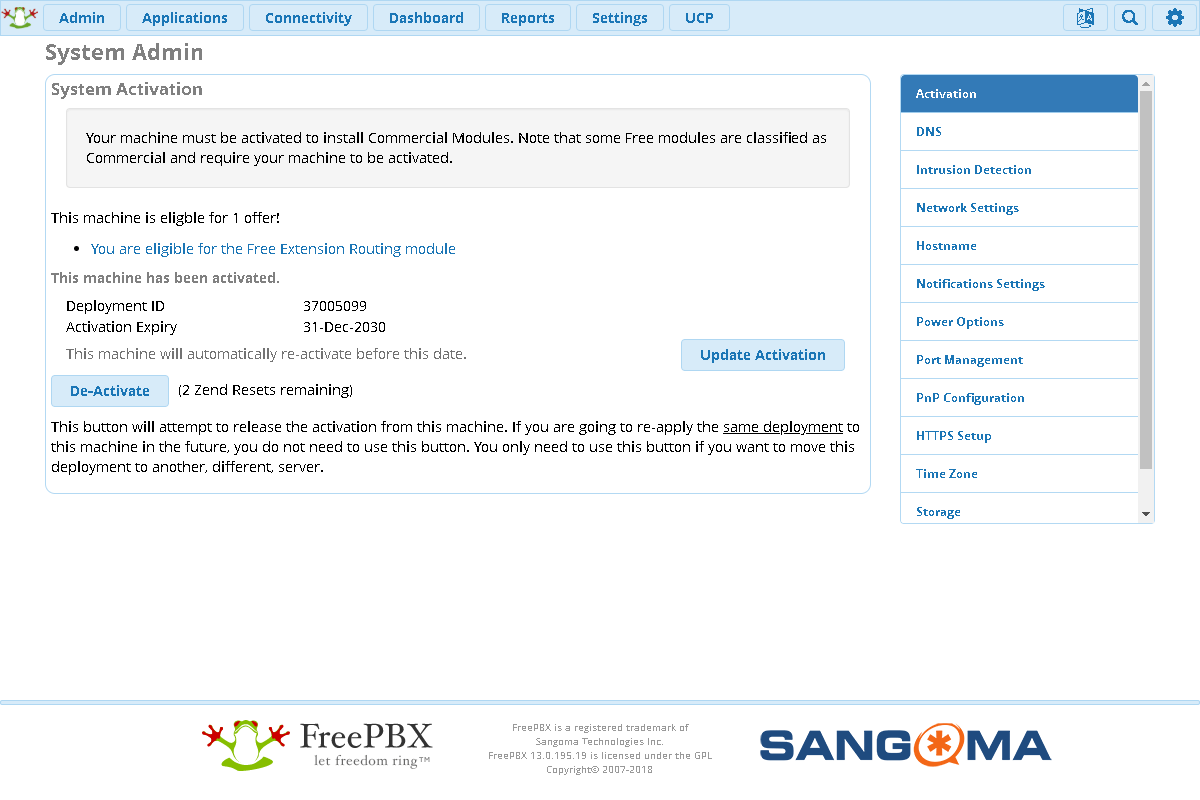 Admin Applications Connectivity Dashboard Reports Settings UCP
System Admin
System Activation
Your machine must be activated to install Commercial Modules. Note that some Free modules are classified as
Commercial and require your machine to be activated.
This machine is eligble for 1 offer!
You are eligible for the Free Extension Routing module
This machine has been activated.
Deployment ID 37005099
Activation Expiry 31-Dec-2030
This machine will automatically re-activate before this date.
Update Activation
De-Activate (2 Zend Resets remaining)
This button will attempt to release the activation from this machine. If you are going to re-apply the same deployment to
this machine in the future, you do not need to use this button. You only need to use this button if you want to move this
deployment to another, different, server.
Activation
DNS
Intrusion Detection
Network Settings
Hostname
Notifications Settings
Power Options
Port Management
PnP Configuration
HTTPS Setup
Time Zone
Storage
FreePBX
let freedom ring™
FreePBX is a registered trademark of
Sangoma Technologies Inc.
FreePBX 13.0.195.19 is licensed under the GPL
Copyright© 2007-2018
SANGOMA